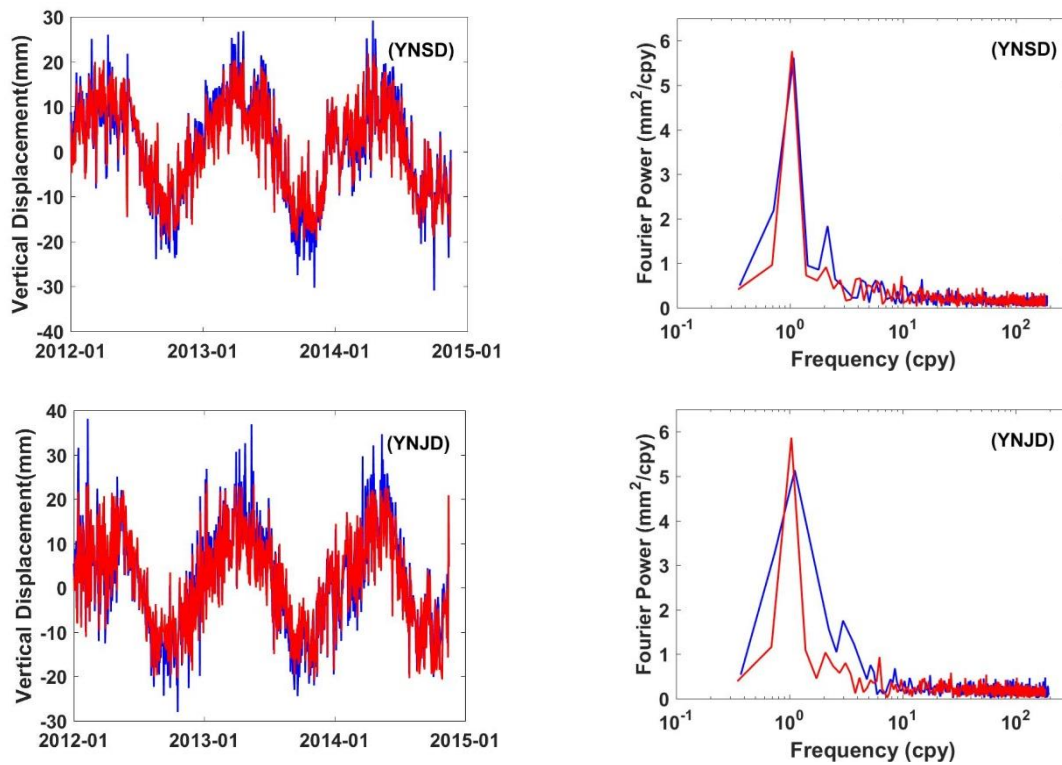 (YNSD)
Vertical Displacement(mm)
30
20
10
0
-10
-20
-30
-40
2012-01 2013-01 2014-01 2015-01
(YNSD)
Fourier Power (mm²/cpy)
6
5
4
3
2
1
0
10⁻¹ 10⁰ 10¹ 10²
Frequency (cpy)
(YNJD)
Vertical Displacement(mm)
40
30
20
10
0
-10
-20
-30
2012-01 2013-01 2014-01 2015-01
(YNJD)
Fourier Power (mm²/cpy)
6
5
4
3
2
1
0
10⁻¹ 10⁰ 10¹ 10²
Frequency (cpy)